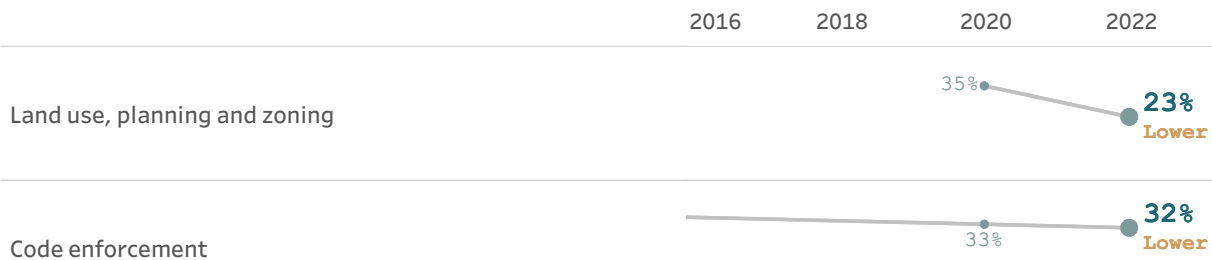 2016 2018 2020 2022
Land use, planning and zoning
35%
23%
Lower
Code enforcement
33%
32%
Lower